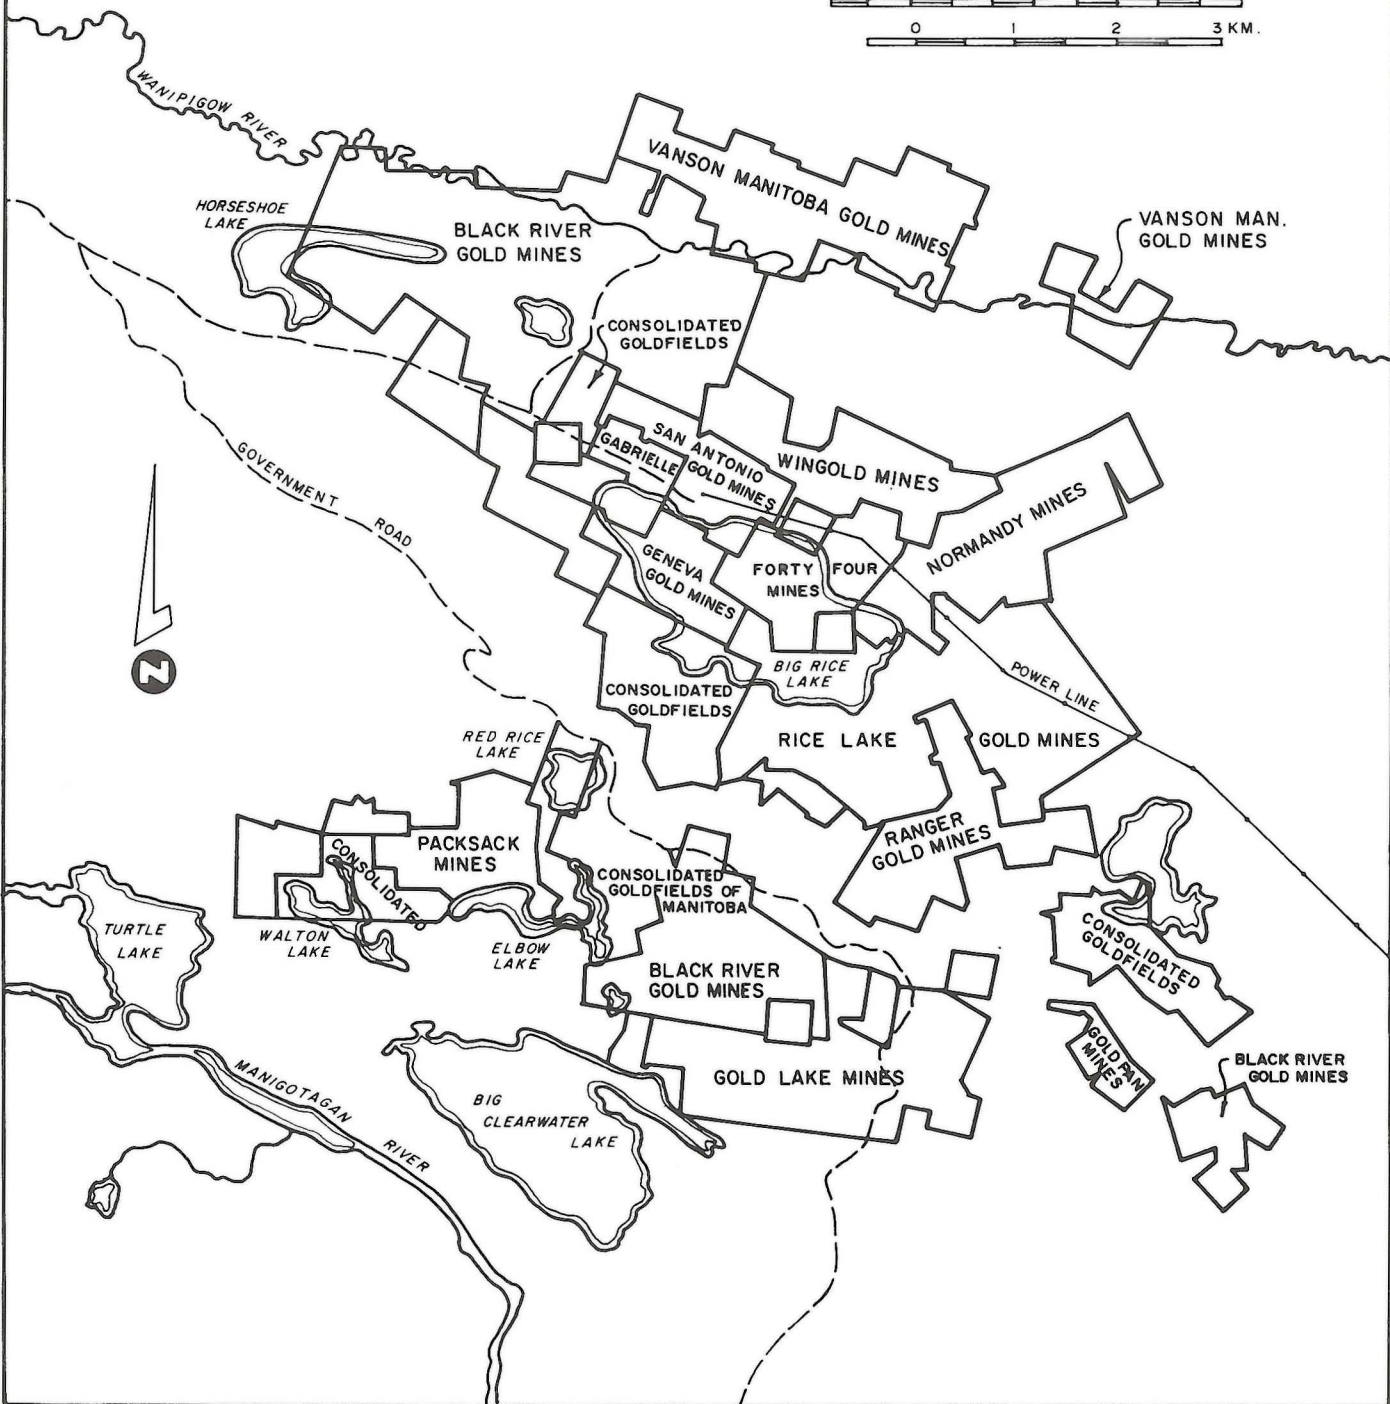 0 1 2 3 KM.
WANIPIGOW RIVER
VANSON MANITOBA GOLD MINES
HORSESHOE
LAKE
BLACK RIVER
GOLD MINES
VANSON MAN.
GOLD MINES
CONSOLIDATED
GOLDFIELDS
SAN ANTONIO
GOLD MINES
GABRIELLE
WINGOLD MINES
NORMANDY MINES
GOVERNMENT ROAD
GENEVA
GOLD MINES
FORTY FOUR
MINES
BIG RICE
LAKE
POWER LINE
N
CONSOLIDATED
GOLDFIELDS
RICE LAKE GOLD MINES
RED RICE
LAKE
RANGER
GOLD MINES
PACKSACK
MINES
CONSOLIDATED
CONSOLIDATED
GOLDFIELDS OF
MANITOBA
TURTLE
LAKE
WALTON
LAKE
ELBOW
LAKE
BLACK RIVER
GOLD MINES
CONSOLIDATED
GOLDFIELDS
GOLD PAN
MINES
BLACK RIVER
GOLD MINES
GOLD LAKE MINES
MANIGOTAGAN RIVER
BIG
CLEARWATER
LAKE